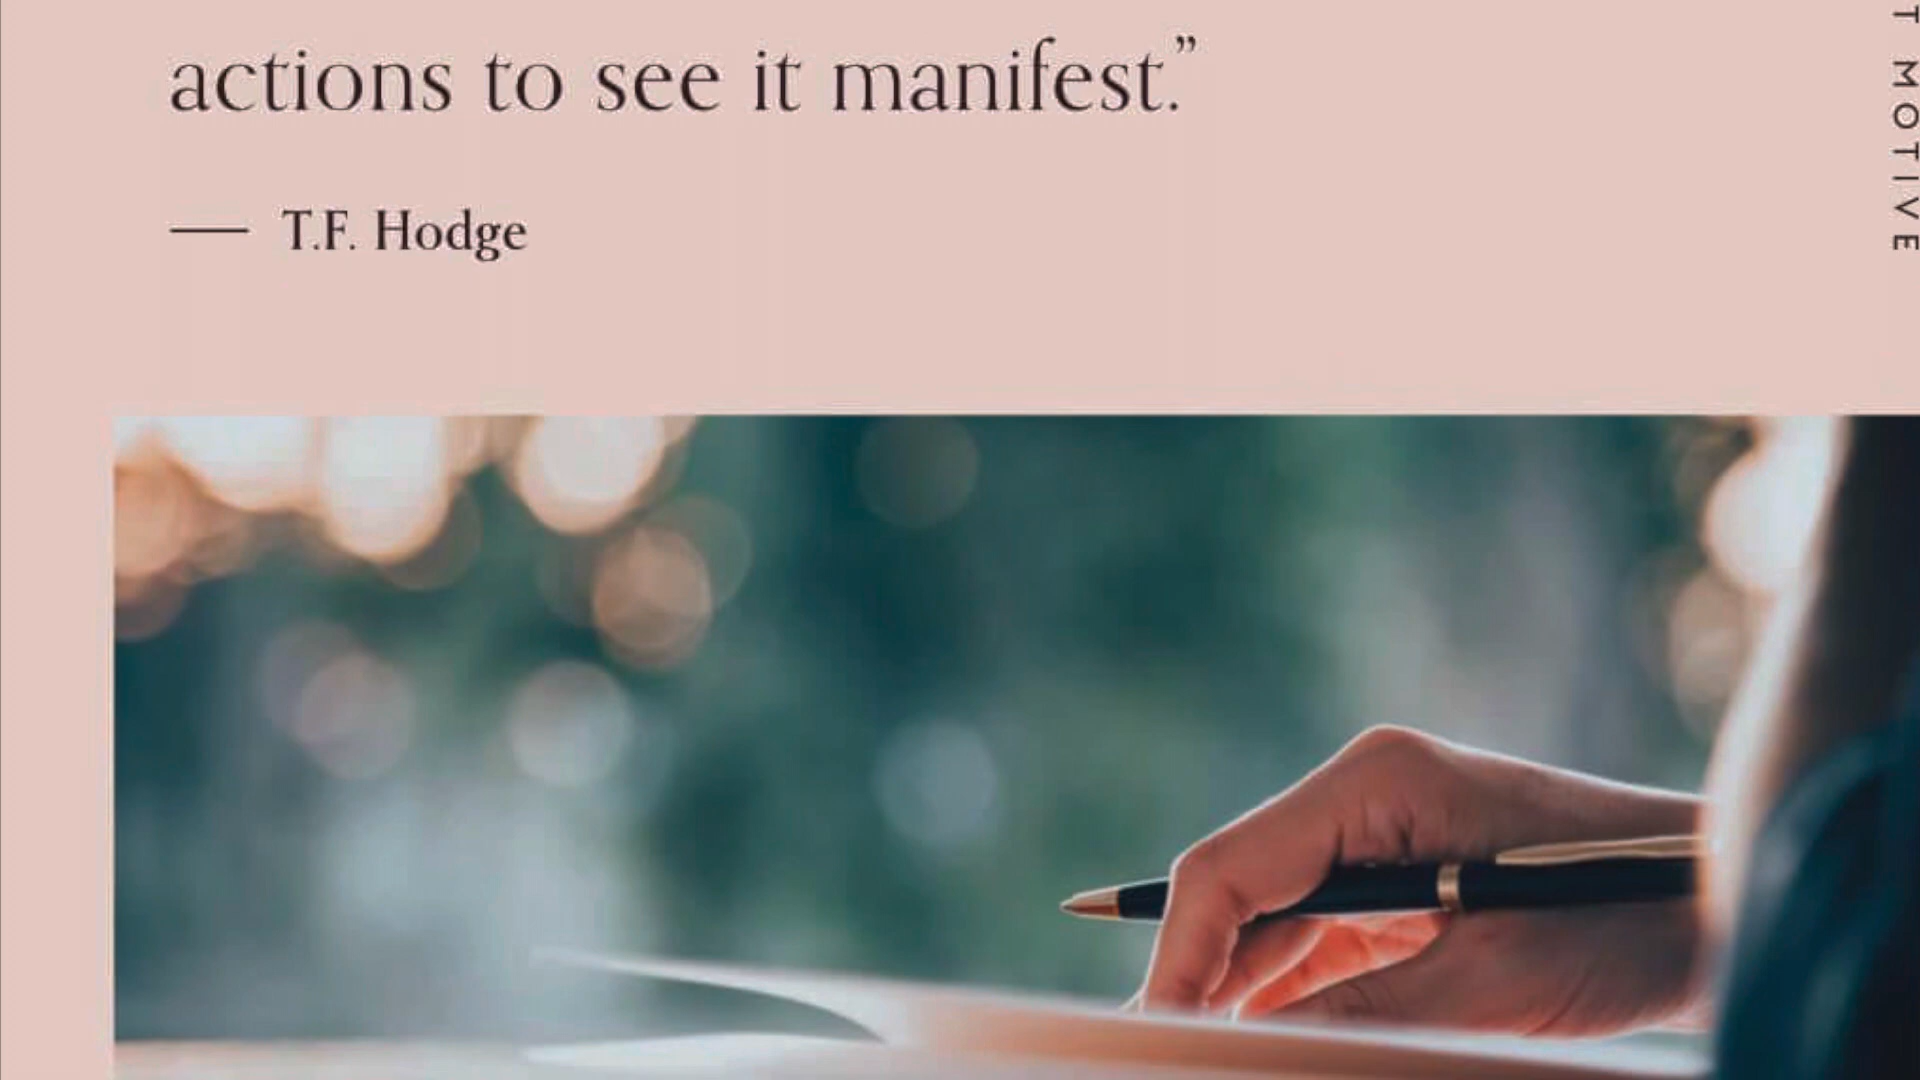 actions to see it manifest.”
— T.F. Hodge
T MOTIVE